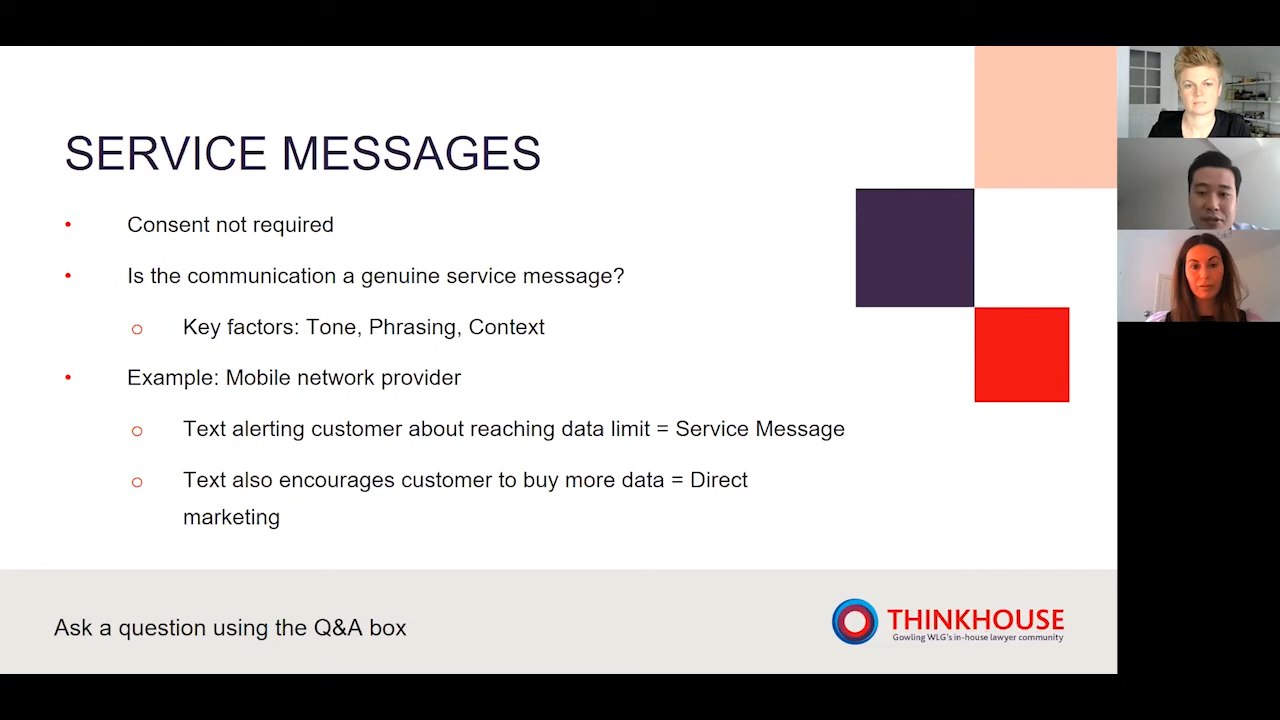 SERVICE MESSAGES
• Consent not required
• Is the communication a genuine service message?
o Key factors: Tone, Phrasing, Context
• Example: Mobile network provider
o Text alerting customer about reaching data limit = Service Message
o Text also encourages customer to buy more data = Direct
marketing
Ask a question using the Q&A box
THINKHOUSE
Gowling WLG's in-house lawyer community